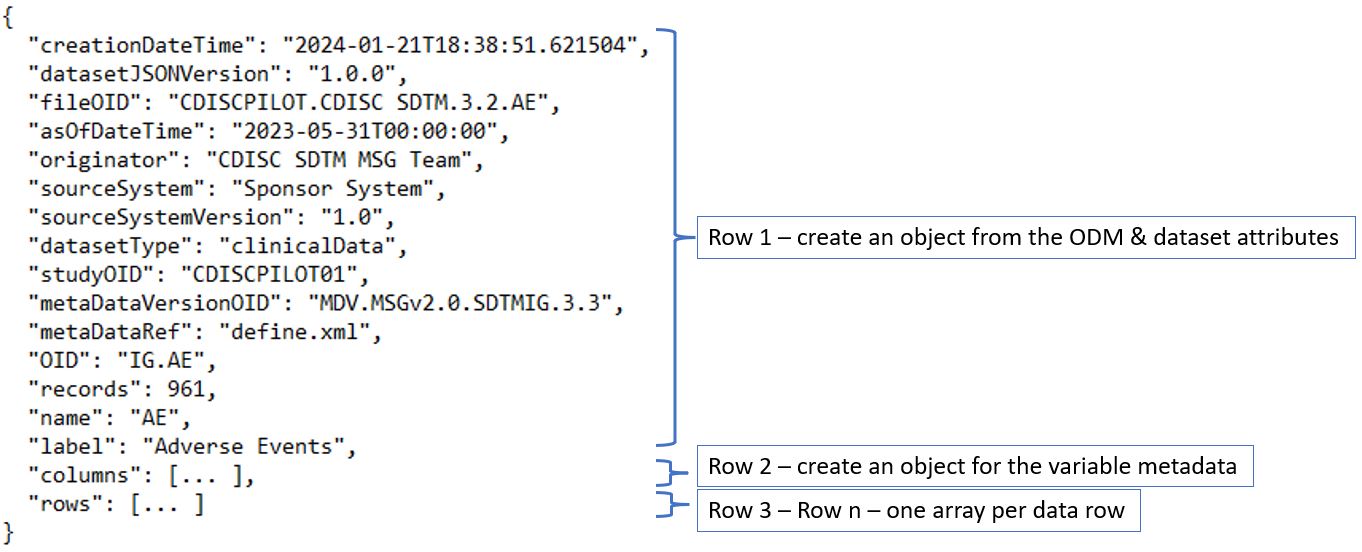 {
"creationDateTime": "2024-01-21T18:38:51.621504",
"datasetJSONVersion": "1.0.0",
"fileOID": "CDISCPILOT.CDISC SDTM.3.2.AE",
"asOfDateTime": "2023-05-31T00:00:00",
"originator": "CDISC SDTM MSG Team",
"sourceSystem": "Sponsor System",
"sourceSystemVersion": "1.0",
"datasetType": "clinicalData",
"studyOID": "CDISCPILOT01",
"metaDataVersionOID": "MDV.MSGv2.0.SDTMIG.3.3",
"metaDataRef": "define.xml",
"OID": "IG.AE",
"records": 961,
"name": "AE",
"label": "Adverse Events",
"columns": [... ],
"rows": [... ]
}
Row 1 – create an object from the ODM & dataset attributes
Row 2 – create an object for the variable metadata
Row 3 – Row n – one array per data row